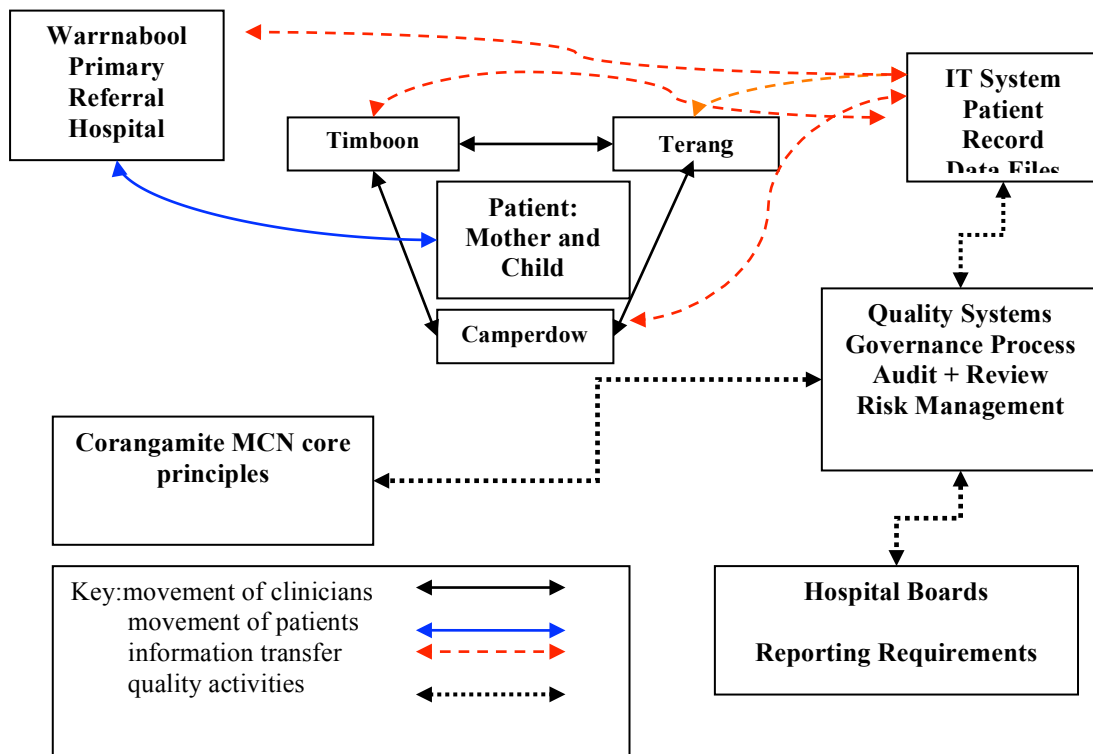 Warrnabool
Primary
Referral
Hospital
IT System
Patient
Record
Data Files
Timboon
Terang
Patient:
Mother and
Child
Camperdow
Quality Systems
Governance Process
Audit + Review
Risk Management
Corangamite MCN core
principles
Key:movement of clinicians
movement of patients
information transfer
quality activities
Hospital Boards
Reporting Requirements